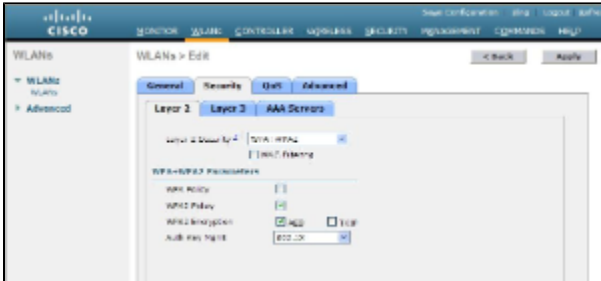 Save Configuration Ping Logout Refresh
CISCO
MONITOR WLANs CONTROLLER WIRELESS SECURITY MANAGEMENT COMMANDS HELP
WLANs
WLANs > Edit
< Back
Apply
WLANs
WLANs
Advanced
General Security QoS Advanced
Layer 2 Layer 3 AAA Servers
Layer 2 Security WPA+WPA2
MAC Filtering
WPA+WPA2 Parameters
WPA Policy
WPA2 Policy
WPA2 Encryption AES TKIP
Auth Key Mgmt 802.1X